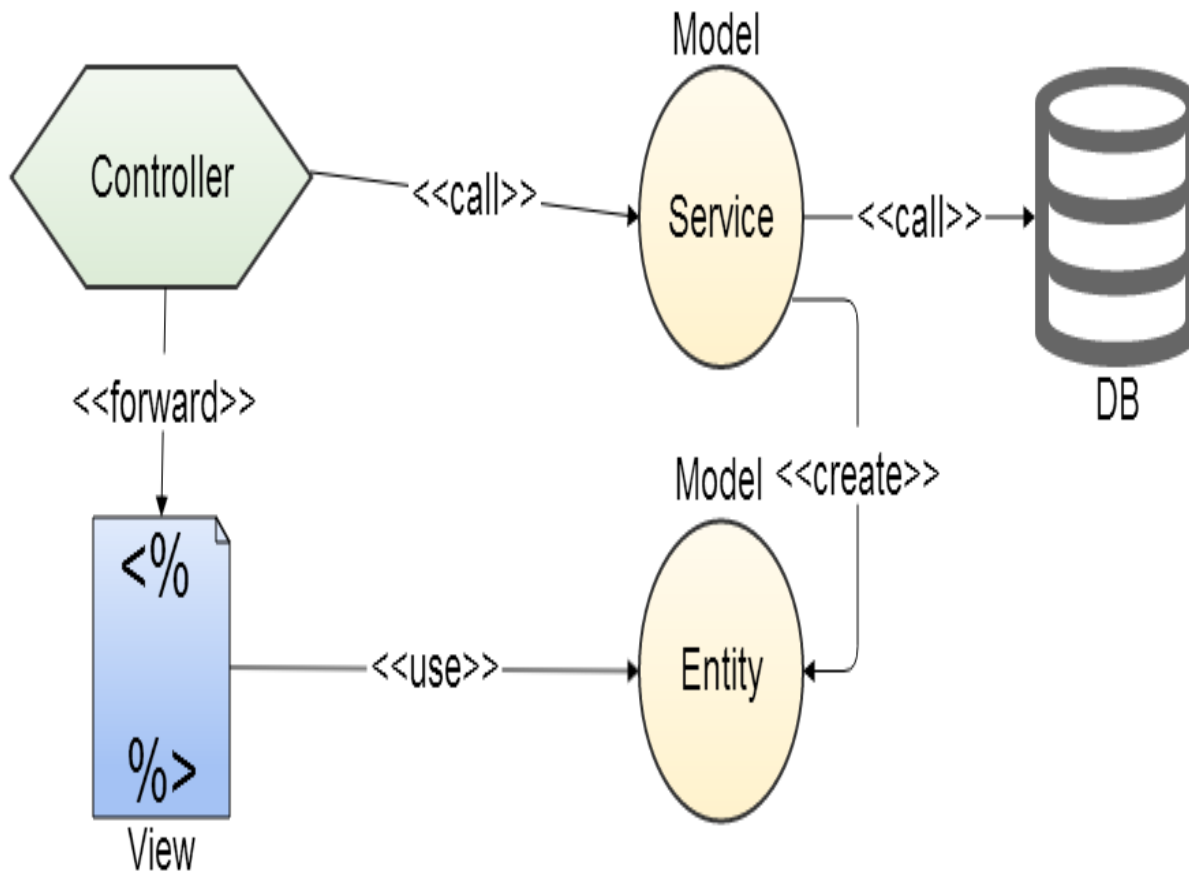 Model
Controller
<<call>>
Service
<<call>>
<<forward>>
DB
Model
<<create>>
<%
Entity
<<use>>
%>
View